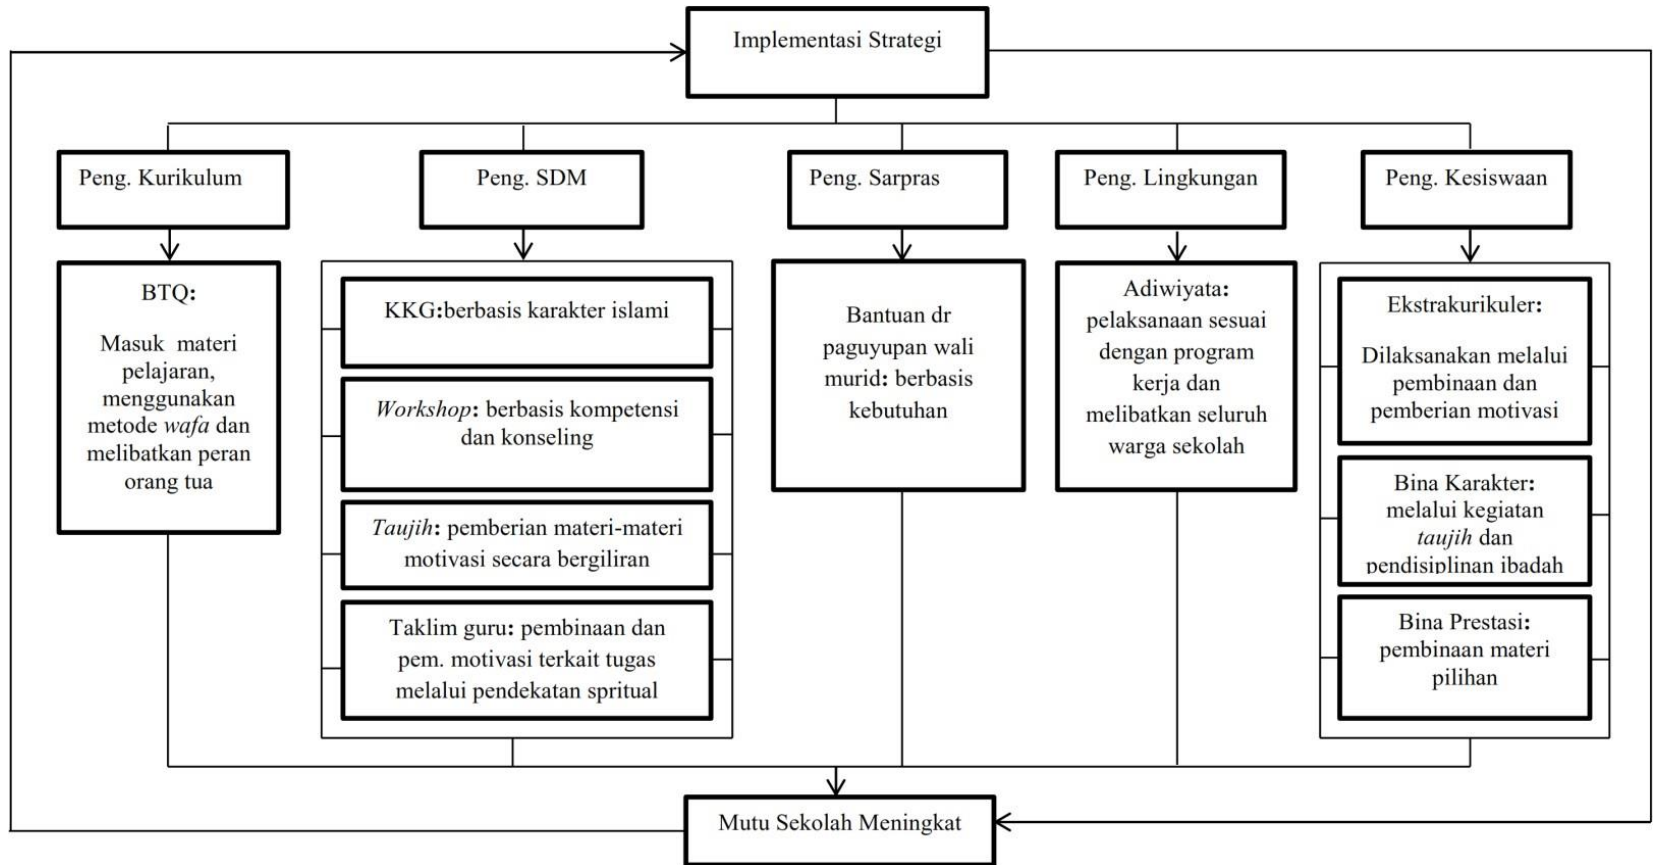 Implementasi Strategi
Peng. Kurikulum
Peng. SDM
Peng. Sarpras
Peng. Lingkungan
Peng. Kesiswaan
BTQ:
Masuk materi
pelajaran,
menggunakan
metode wafa dan
melibatkan peran
orang tua
KKG:berbasis karakter islami
Workshop: berbasis kompetensi
dan konseling
Taujih: pemberian materi-materi
motivasi secara bergiliran
Taklim guru: pembinaan dan
pem. motivasi terkait tugas
melalui pendekatan spritual
Bantuan dr
paguyupan wali
murid: berbasis
kebutuhan
Adiwiyata:
pelaksanaan sesuai
dengan program
kerja dan
melibatkan seluruh
warga sekolah
Ekstrakurikuler:
Dilaksanakan melalui
pembinaan dan
pemberian motivasi
Bina Karakter:
melalui kegiatan
taujih dan
pendisiplinan ibadah
Bina Prestasi:
pembinaan materi
pilihan
Mutu Sekolah Meningkat